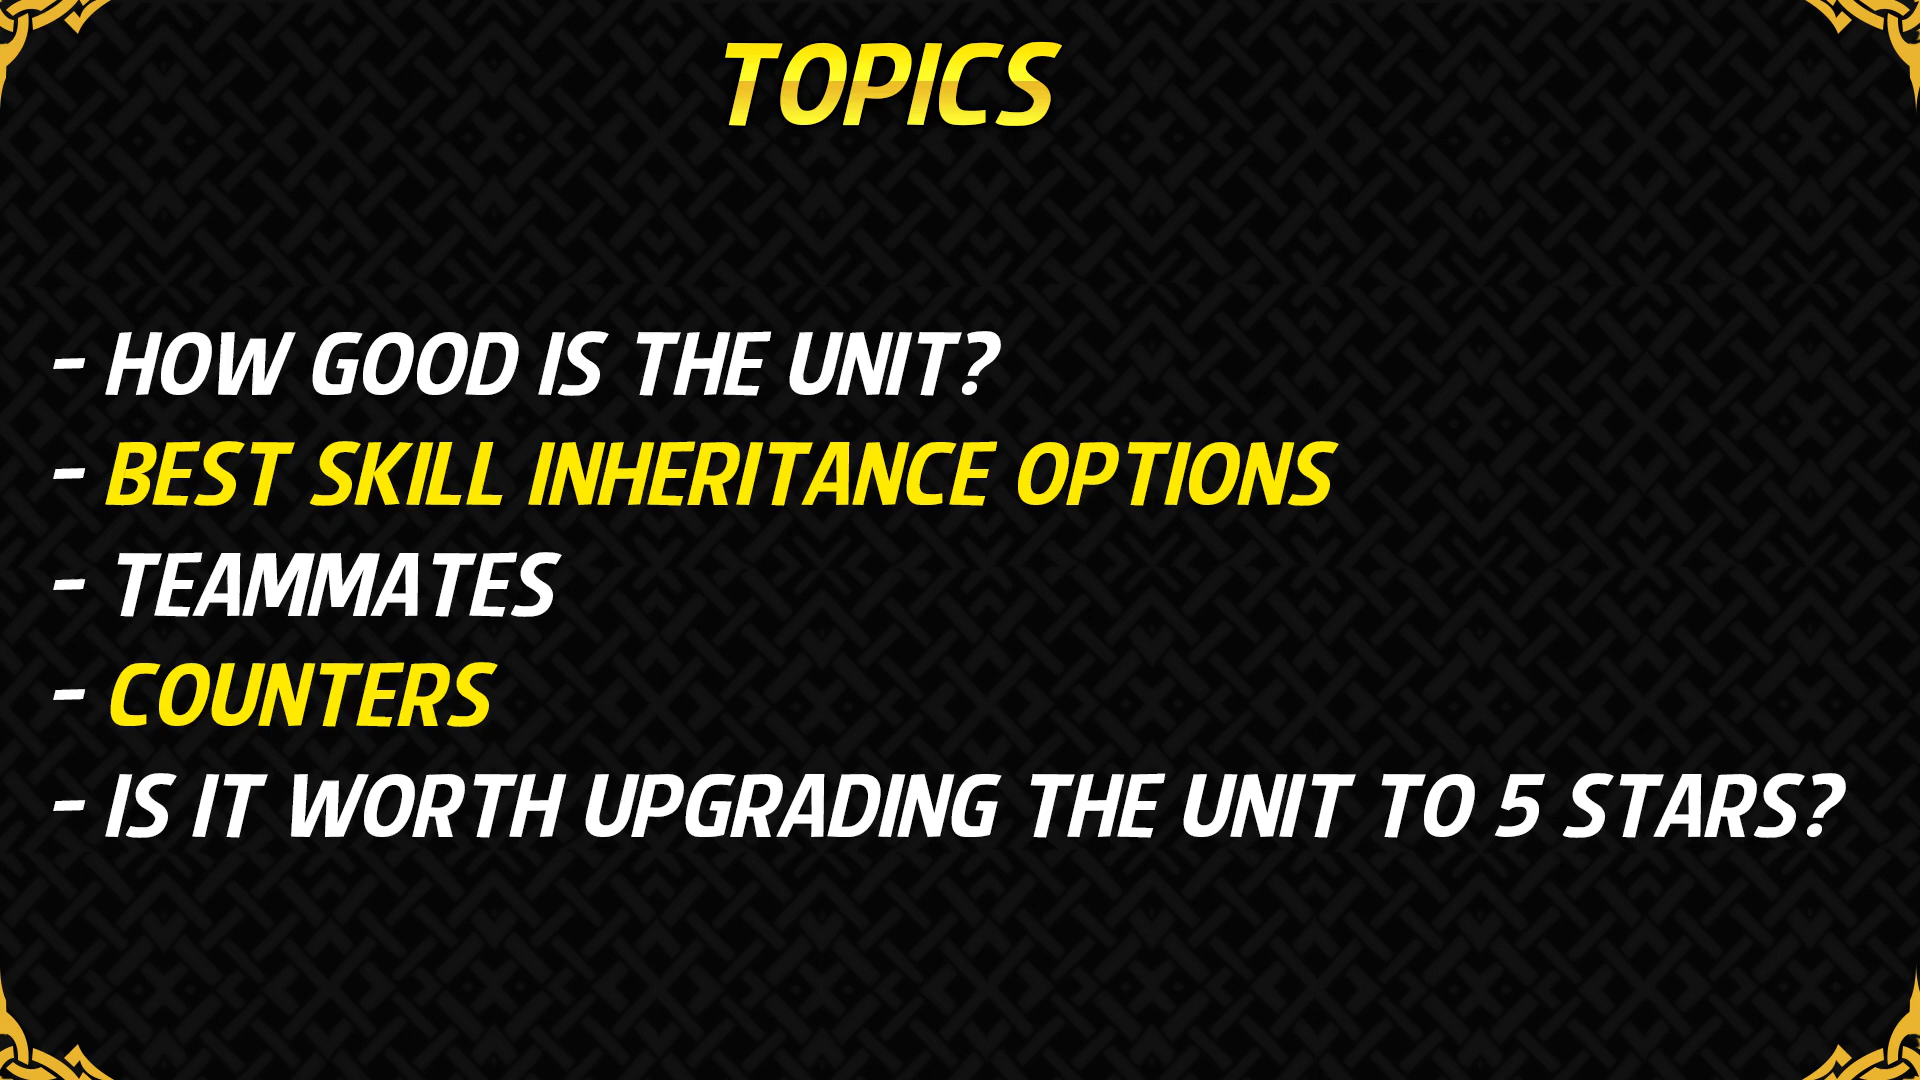 TOPICS
- HOW GOOD IS THE UNIT?
- BEST SKILL INHERITANCE OPTIONS
- TEAMMATES
- COUNTERS
- IS IT WORTH UPGRADING THE UNIT TO 5 STARS?